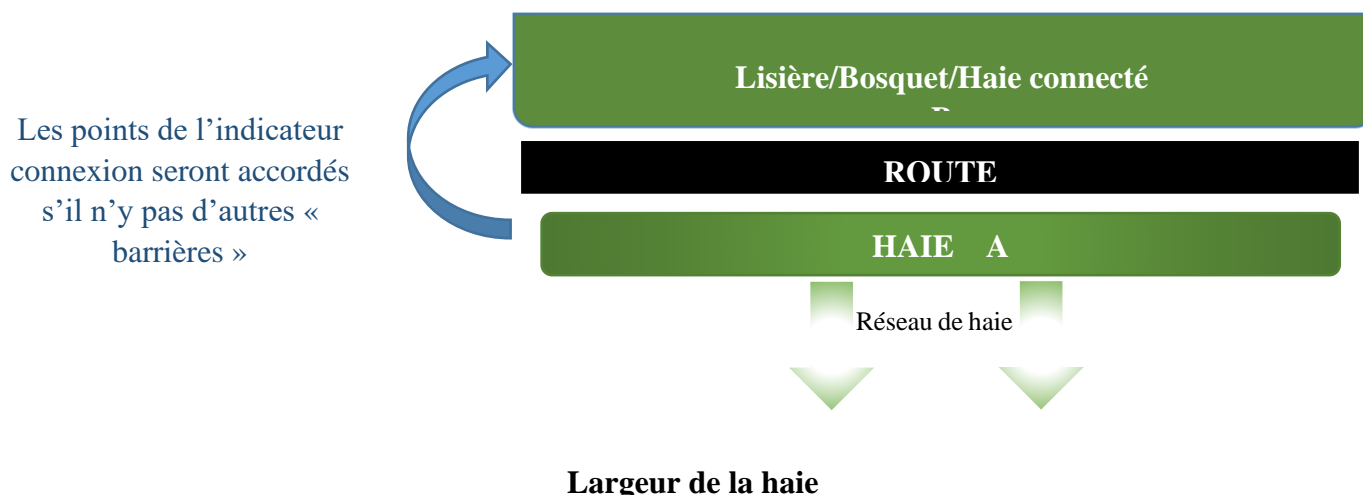 Lisière/Bosquet/Haie connecté
Les points de l’indicateur
connexion seront accordés
s’il n’y pas d’autres «
barrières »
ROUTE
HAIE A
Réseau de haie
Largeur de la haie